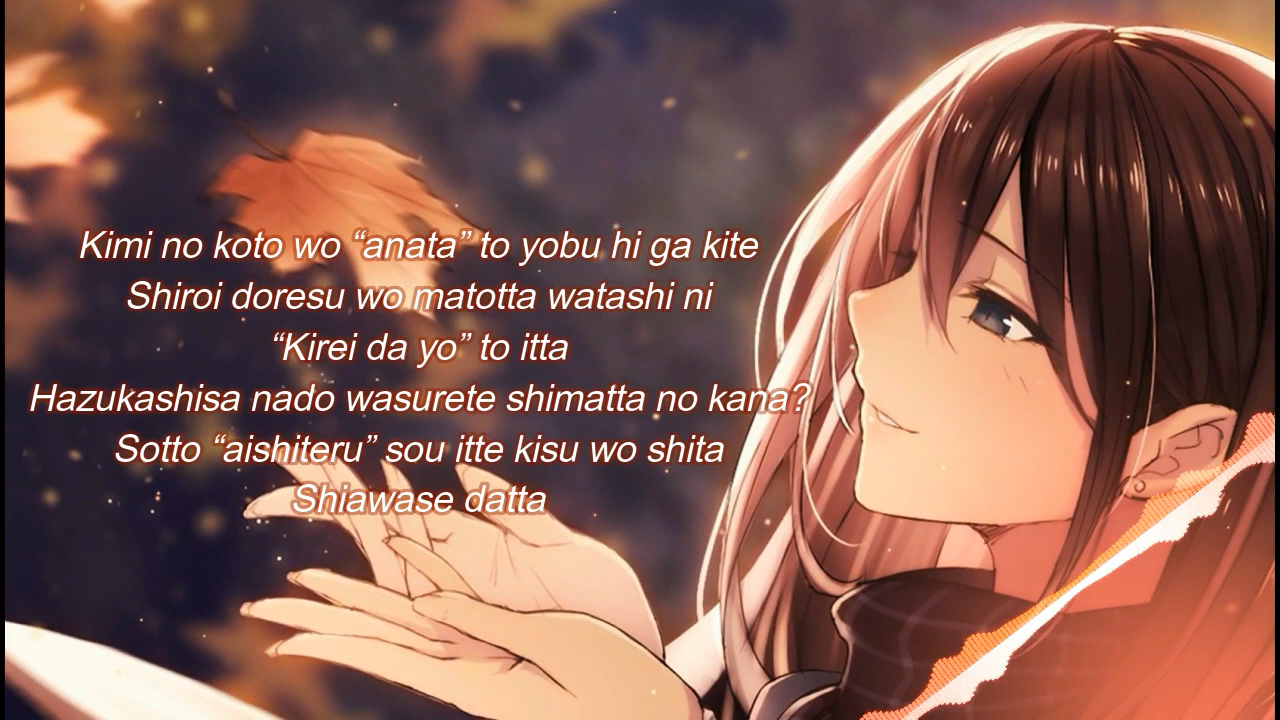 Kimi no koto wo “anata” to yobu hi ga kite
Shiroi doresu wo matotta watashi ni
“Kirei da yo” to itta
Hazukashisa nado wasurete shimatta no kana?
Sotto “aishiteru” sou itte kisu wo shita
Shiawase datta